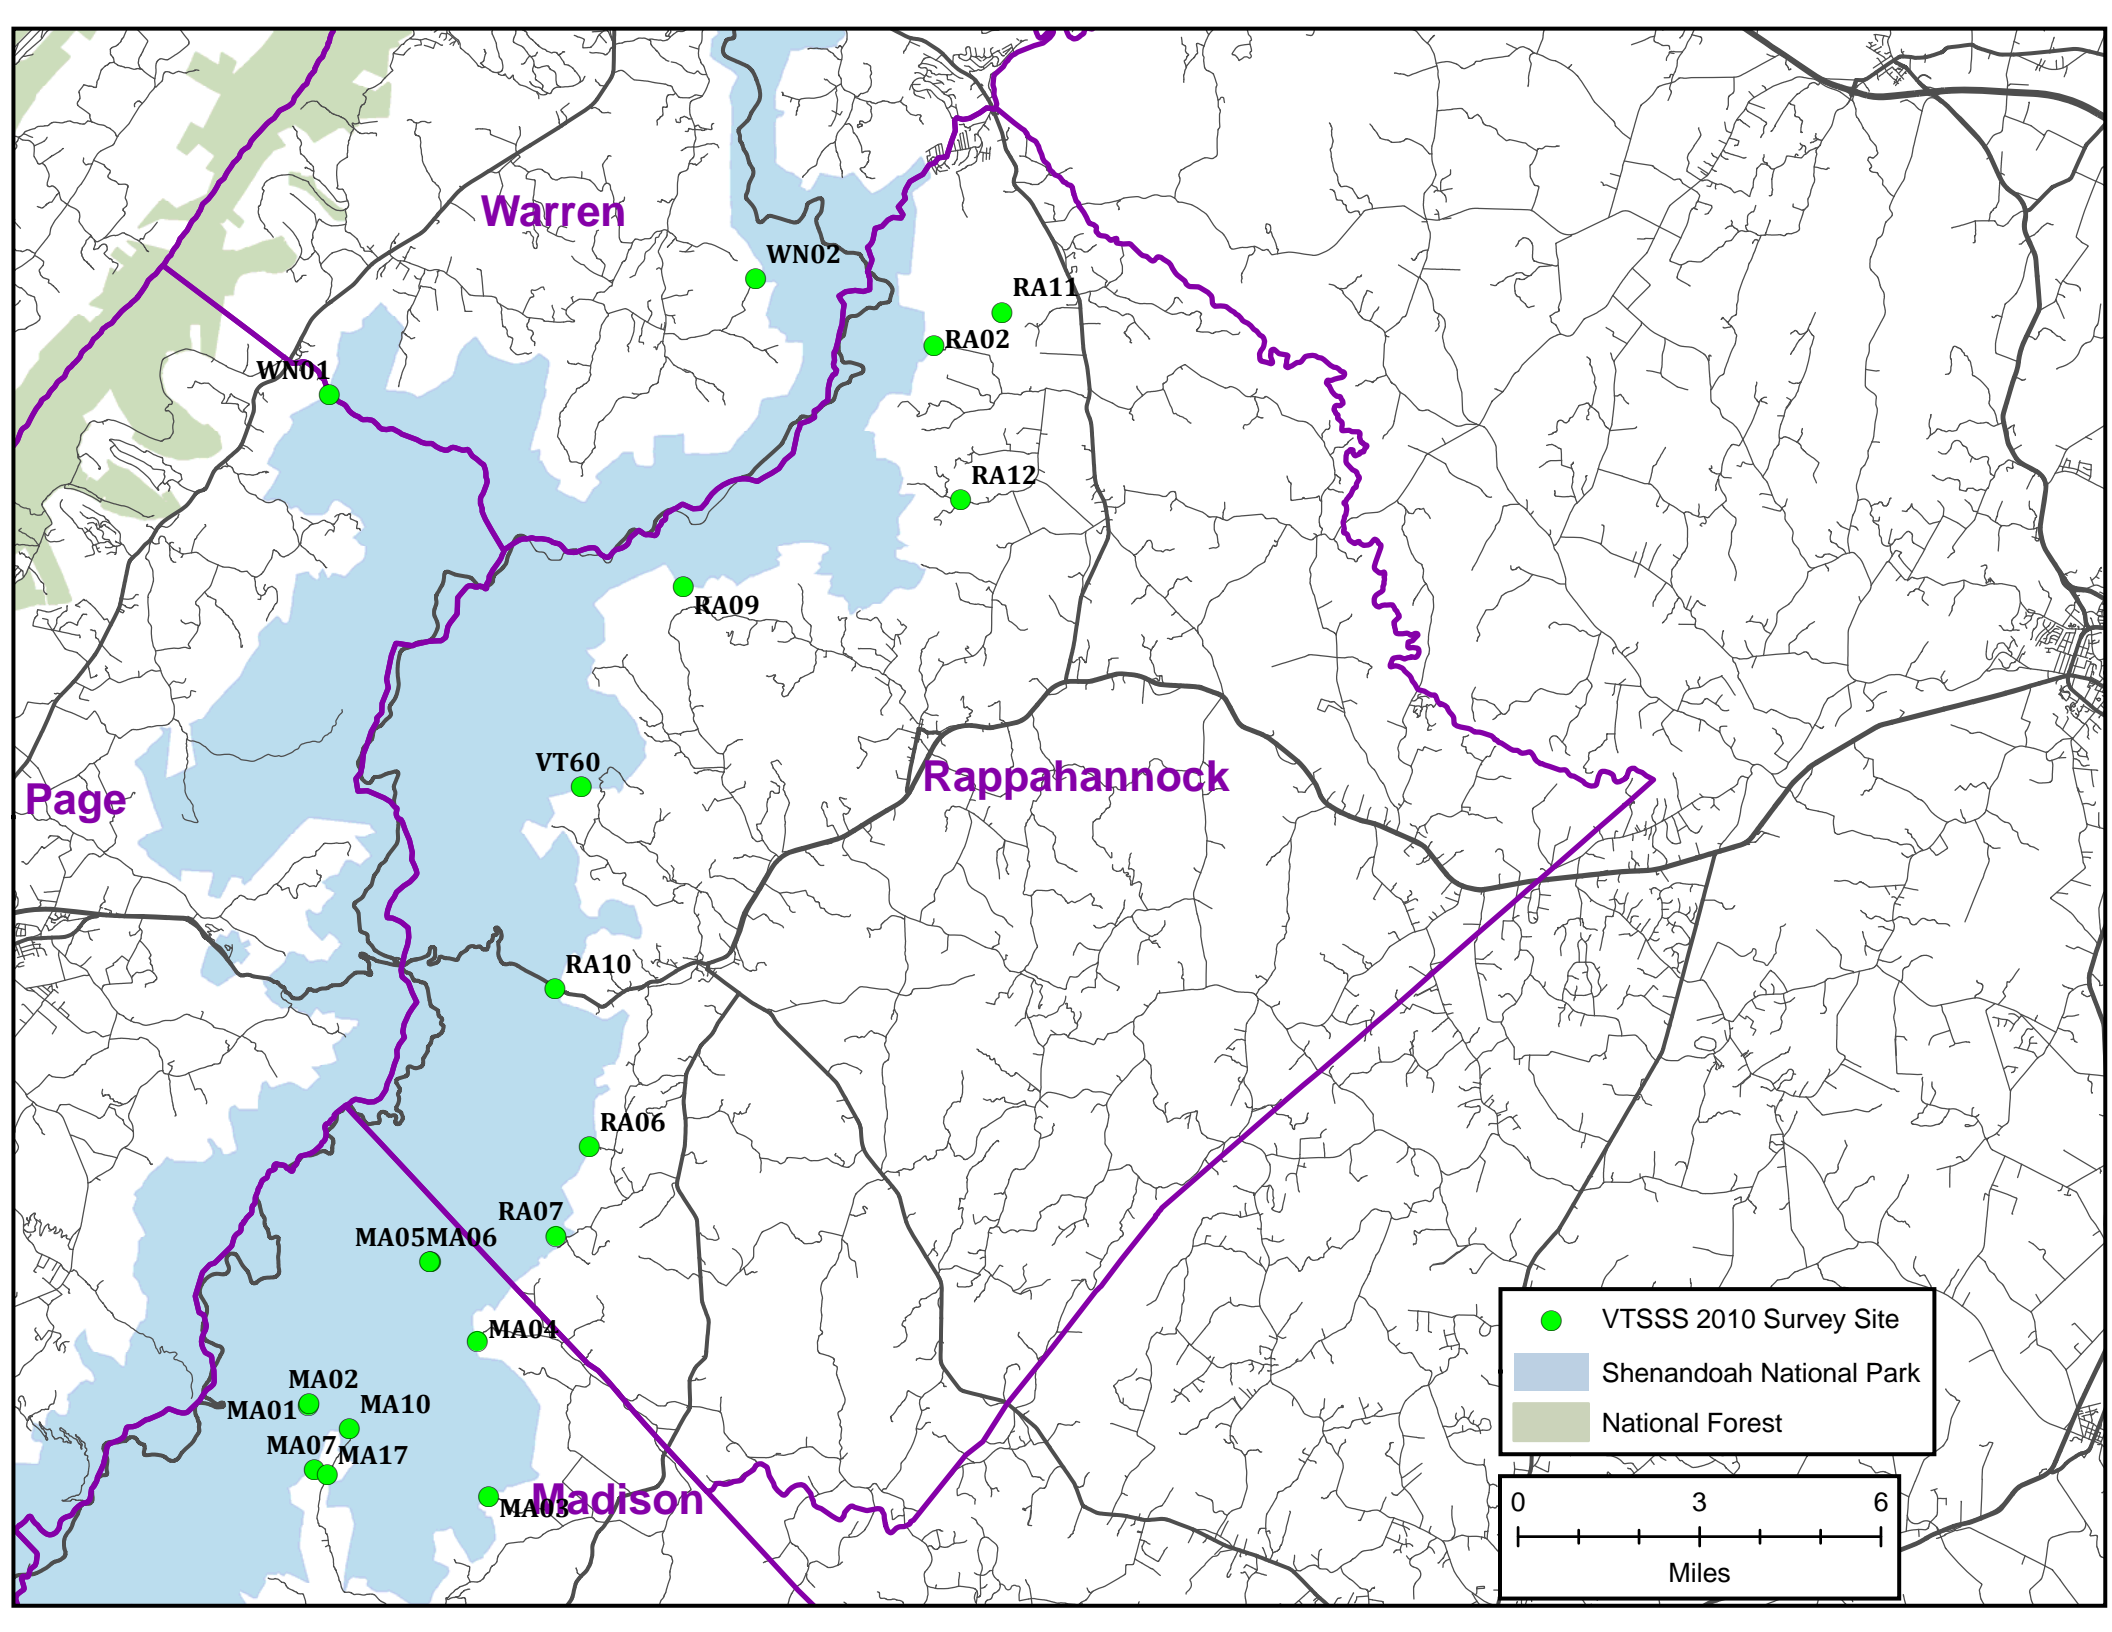 Warren
WN02
RA11
RA02
WN01
RA12
RA09
VT60
Rappahannock
Page
RA10
RA06
RA07
MA05MA06
MA04
MA02
MA01
MA10
MA07
MA17
MA03
Madison
VTSSS 2010 Survey Site
Shenandoah National Park
National Forest
0 3 6
Miles